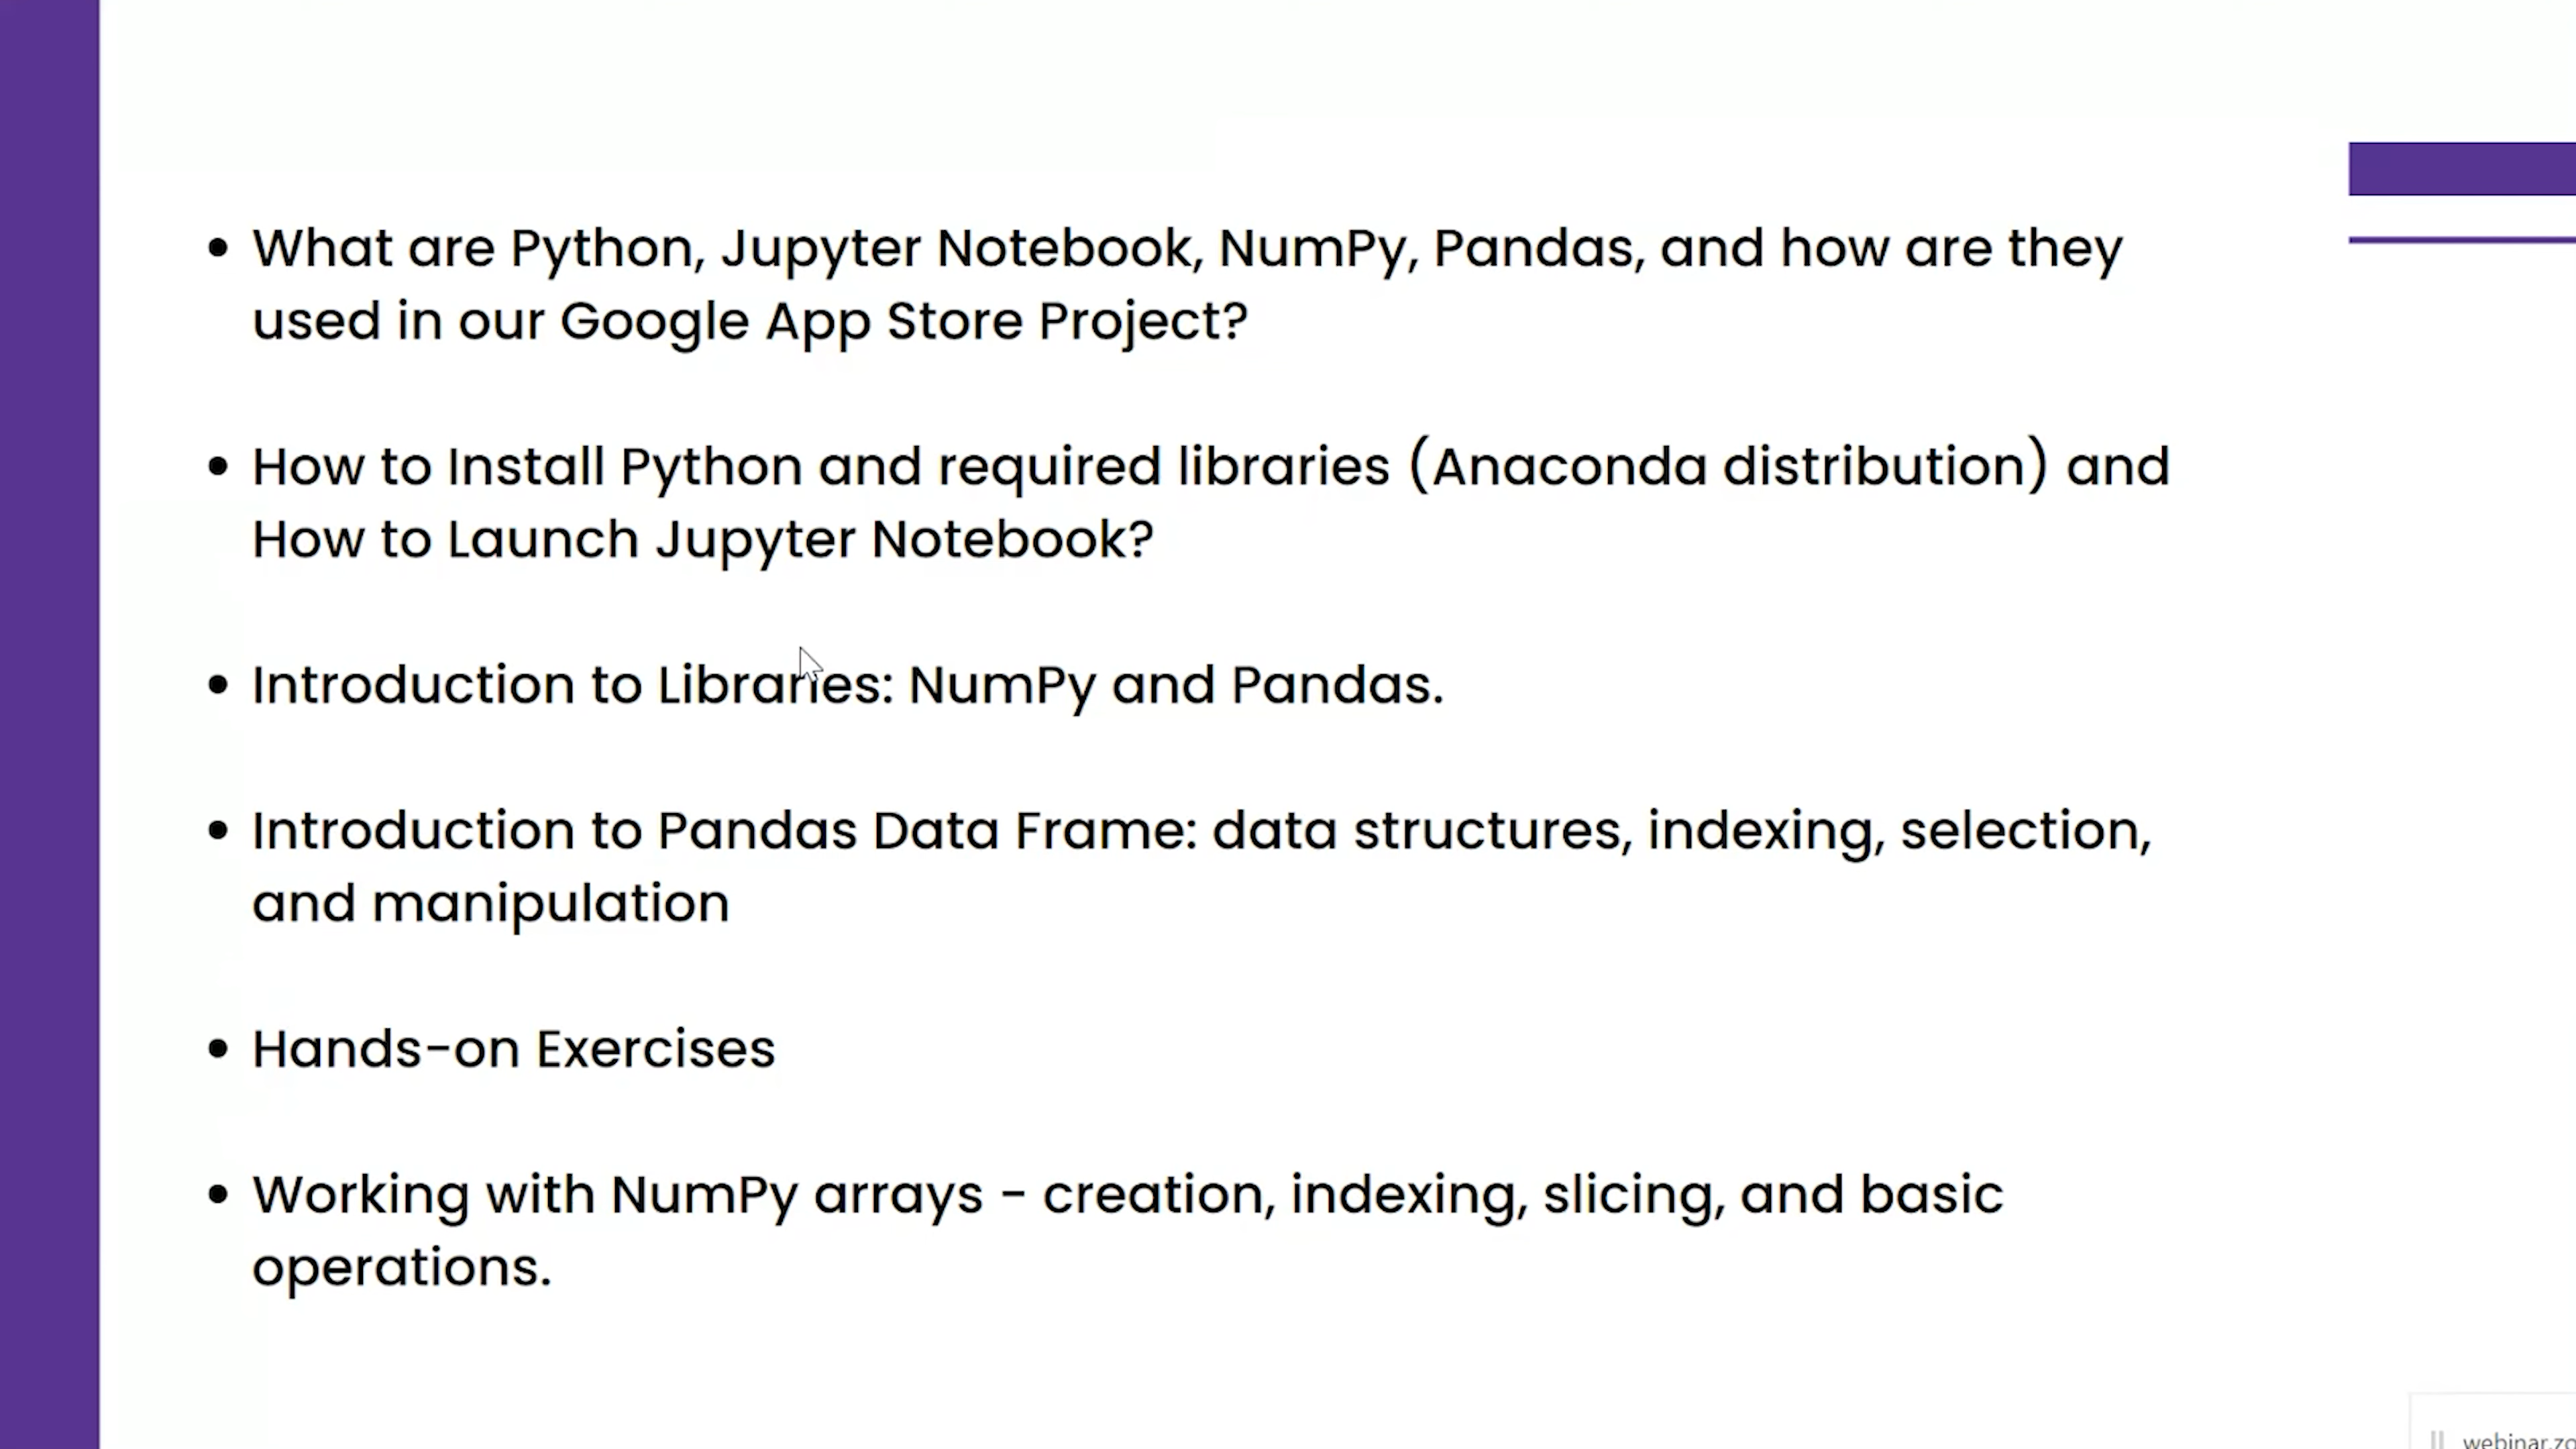 • What are Python, Jupyter Notebook, NumPy, Pandas, and how are they
used in our Google App Store Project?
• How to Install Python and required libraries (Anaconda distribution) and
How to Launch Jupyter Notebook?
• Introduction to Libraries: NumPy and Pandas.
• Introduction to Pandas Data Frame: data structures, indexing, selection,
and manipulation
• Hands-on Exercises
• Working with NumPy arrays - creation, indexing, slicing, and basic
operations.